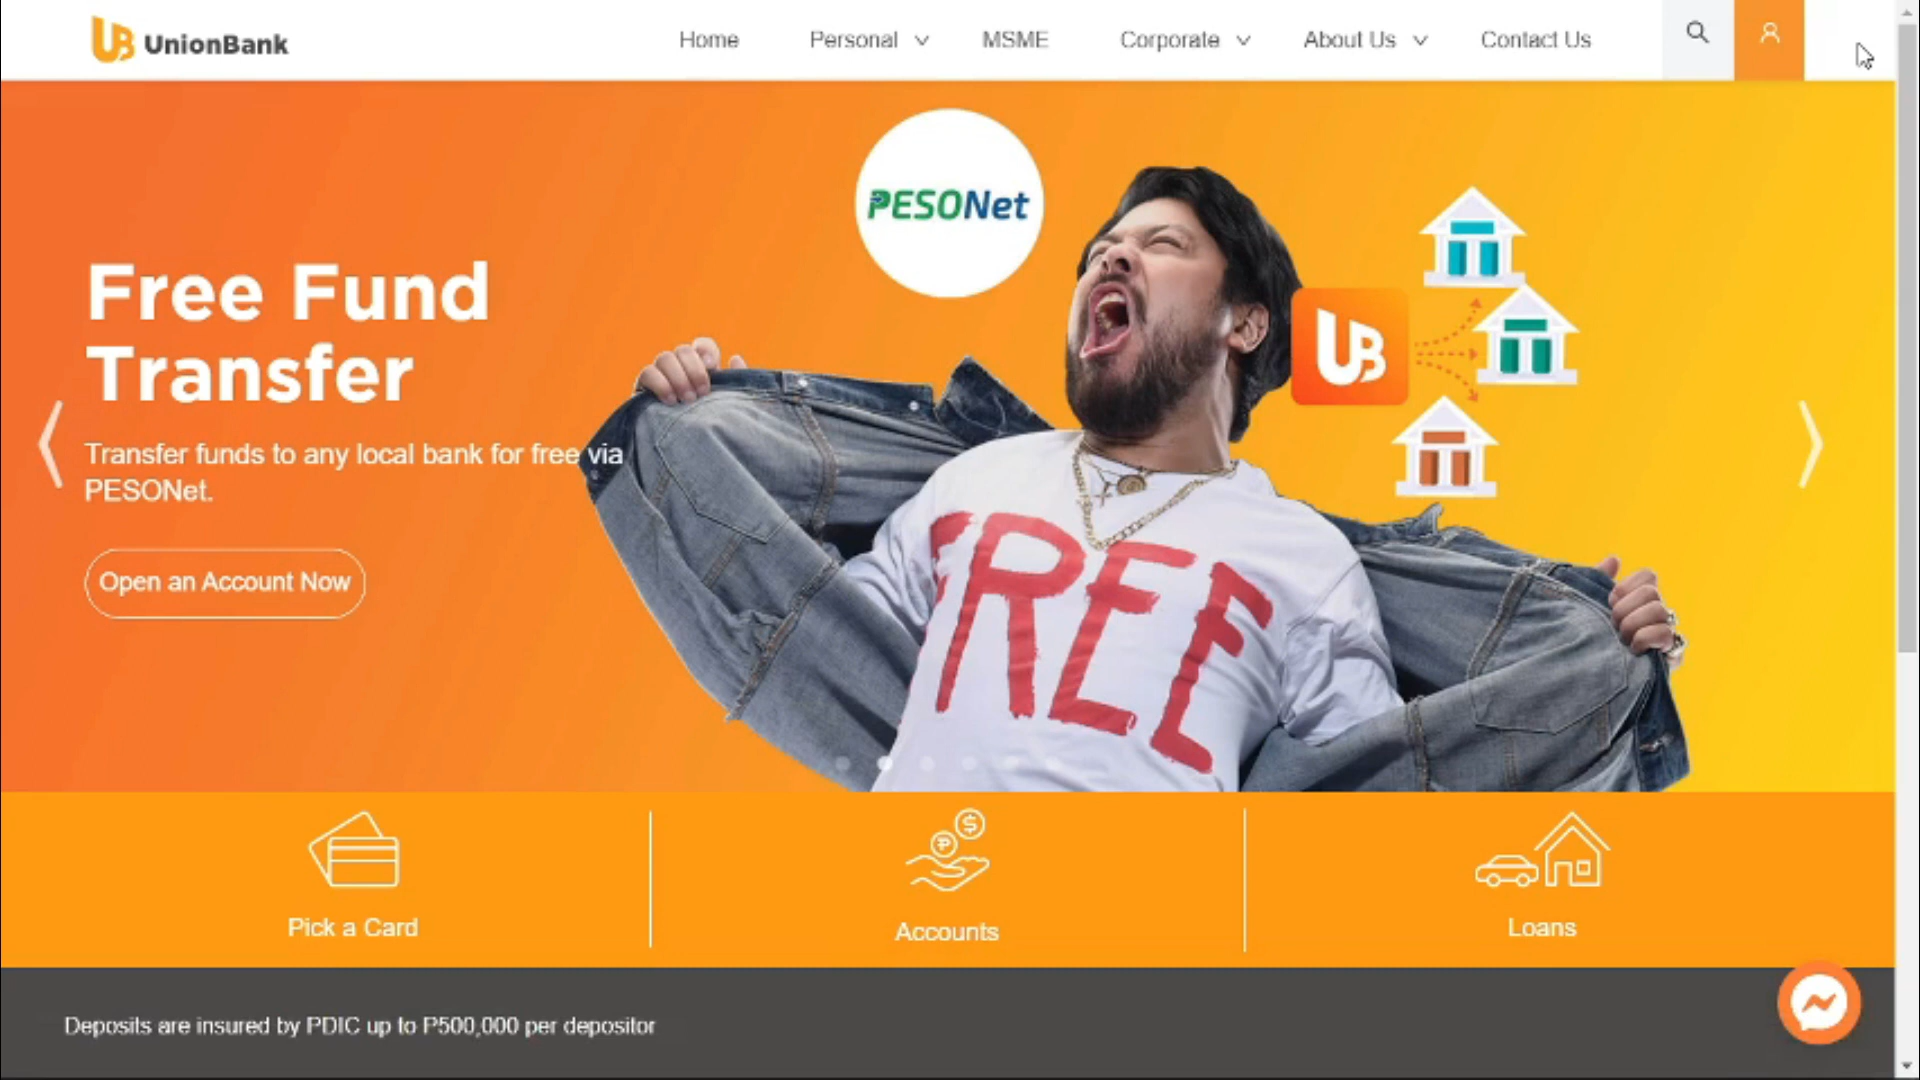 UB UnionBank
Home
Personal
MSME
Corporate
About Us
Contact Us
PESONet
Free Fund
Transfer
Transfer funds to any local bank for free via
PESONet.
Open an Account Now
UB
FREE
Pick a Card
Accounts
Loans
Deposits are insured by PDIC up to P500,000 per depositor